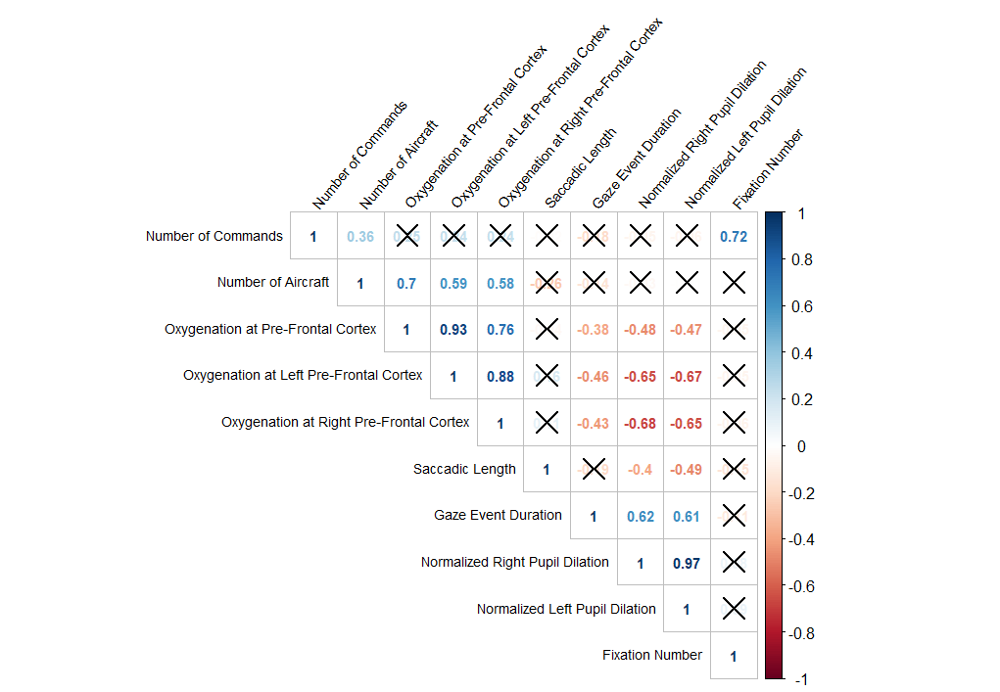 Number of Commands
Number of Aircraft
Oxygenation at Pre-Frontal Cortex
Oxygenation at Left Pre-Frontal Cortex
Oxygenation at Right Pre-Frontal Cortex
Saccadic Length
Gaze Event Duration
Normalized Right Pupil Dilation
Normalized Left Pupil Dilation
Fixation Number
Number of Commands 1 0.36 0.72
Number of Aircraft 1 0.7 0.59 0.58
Oxygenation at Pre-Frontal Cortex 1 0.93 0.76 -0.38 -0.48 -0.47
Oxygenation at Left Pre-Frontal Cortex 1 0.88 -0.46 -0.65 -0.67
Oxygenation at Right Pre-Frontal Cortex 1 -0.43 -0.68 -0.65
Saccadic Length 1 -0.4 -0.49
Gaze Event Duration 1 0.62 0.61
Normalized Right Pupil Dilation 1 0.97
Normalized Left Pupil Dilation 1
Fixation Number 1
1
0.8
0.6
0.4
0.2
0
-0.2
-0.4
-0.6
-0.8
-1